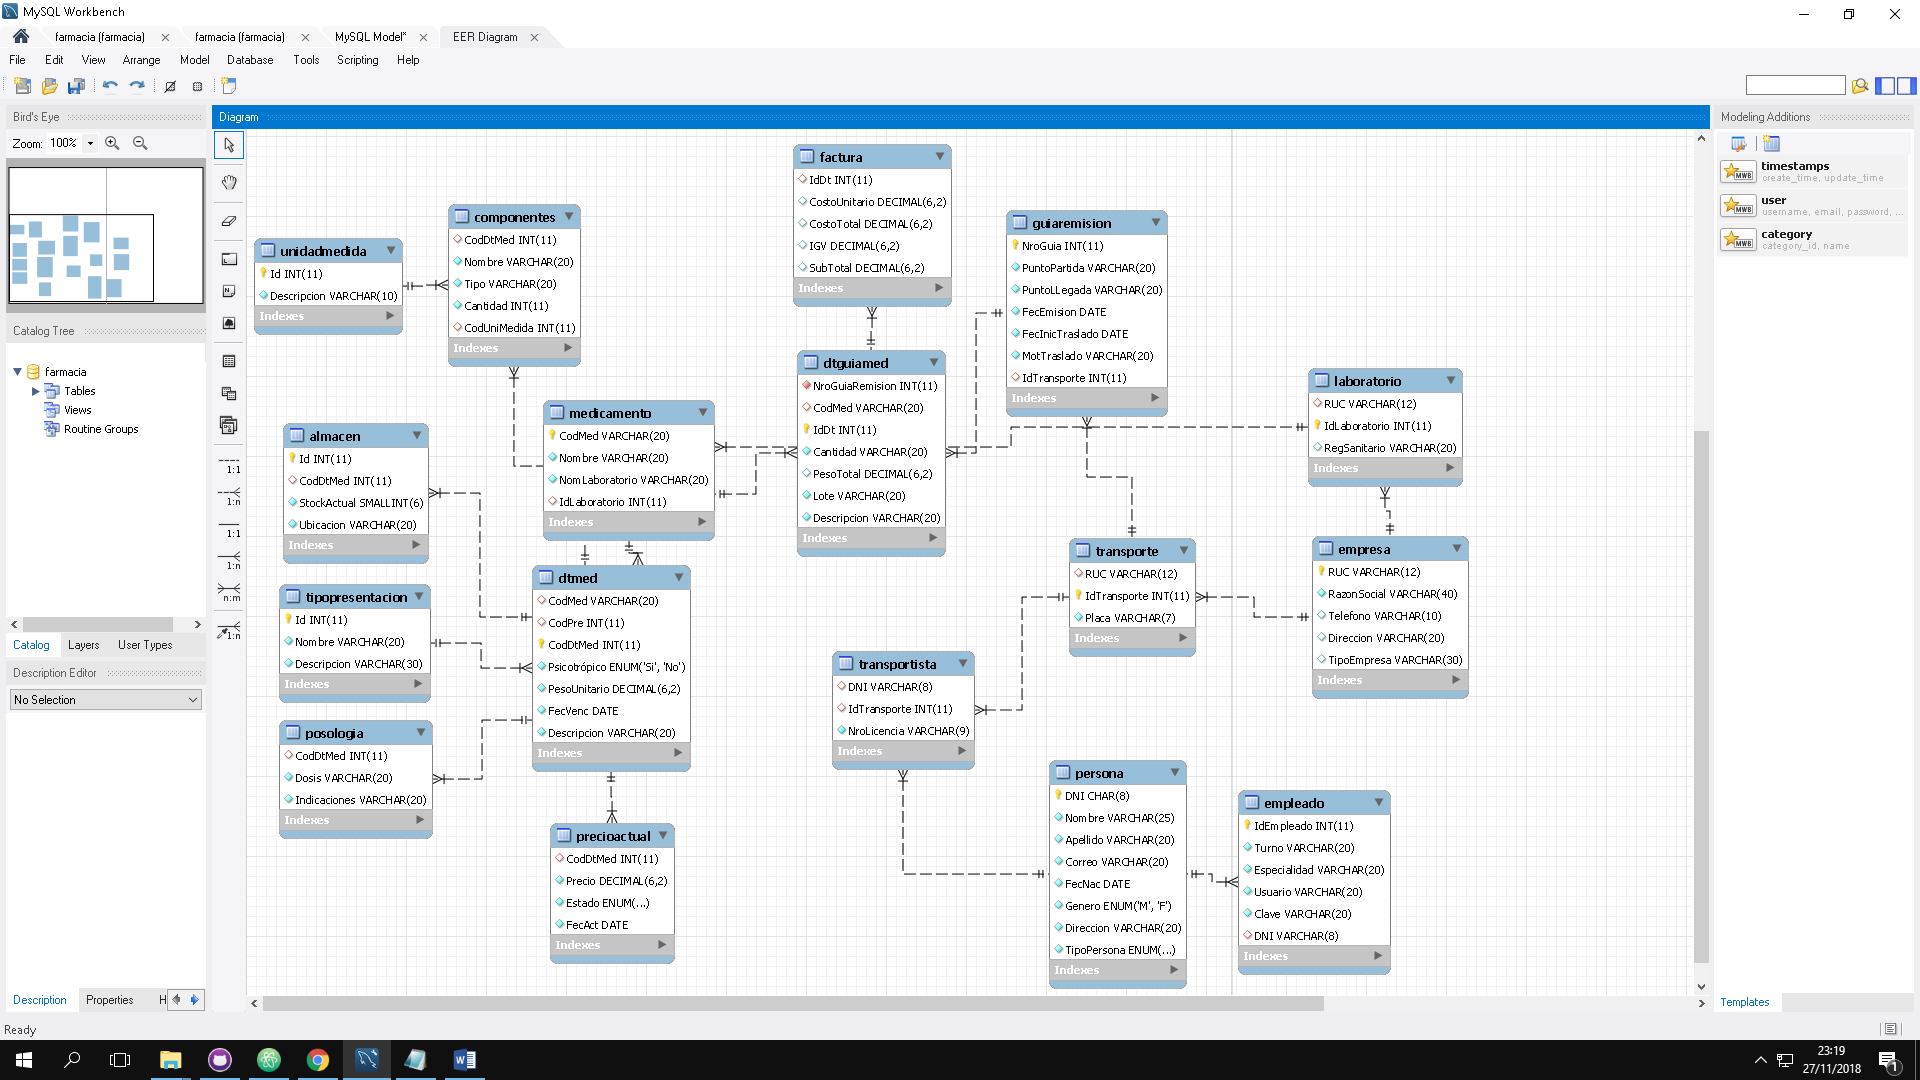 MySQL Workbench
farmacia (farmacia)
farmacia (farmacia)
MySQL Model*
EER Diagram
File Edit View Arrange Model Database Tools Scripting Help
Bird's Eye
Zoom: 100%
Catalog Tree
farmacia
Tables
Views
Routine Groups
Catalog Layers User Types
Description Editor
No Selection
Description Properties H
Ready
Diagram
1:1
1:n
1:1
1:n
n:m
1:n
unidadmedida
Id INT(11)
Descripcion VARCHAR(10)
Indexes
componentes
CodDtMed INT(11)
Nombre VARCHAR(20)
Tipo VARCHAR(20)
Cantidad INT(11)
CodUniMedida INT(11)
Indexes
factura
IdDt INT(11)
CostoUnitario DECIMAL(6,2)
CostoTotal DECIMAL(6,2)
IGV DECIMAL(6,2)
SubTotal DECIMAL(6,2)
Indexes
guiaremision
NroGuia INT(11)
PuntoPartida VARCHAR(20)
PuntoLLegada VARCHAR(20)
FecEmision DATE
FecInicTraslado DATE
MotTraslado VARCHAR(20)
IdTransporte INT(11)
Indexes
dtguiamed
NroGuiaRemision INT(11)
CodMed VARCHAR(20)
IdDt INT(11)
Cantidad VARCHAR(20)
PesoTotal DECIMAL(6,2)
Lote VARCHAR(20)
Descripcion VARCHAR(20)
Indexes
laboratorio
RUC VARCHAR(12)
IdLaboratorio INT(11)
RegSanitario VARCHAR(20)
Indexes
medicamento
CodMed VARCHAR(20)
Nombre VARCHAR(20)
NomLaboratorio VARCHAR(20)
IdLaboratorio INT(11)
Indexes
almacen
Id INT(11)
CodDtMed INT(11)
StockActual SMALLINT(6)
Ubicacion VARCHAR(20)
Indexes
transporte
RUC VARCHAR(12)
IdTransporte INT(11)
Placa VARCHAR(7)
Indexes
empresa
RUC VARCHAR(12)
RazonSocial VARCHAR(40)
Telefono VARCHAR(10)
Direccion VARCHAR(20)
TipoEmpresa VARCHAR(30)
Indexes
dtmed
CodMed VARCHAR(20)
CodPre INT(11)
CodDtMed INT(11)
Psicotrópico ENUM('Si', 'No')
PesoUnitario DECIMAL(6,2)
FecVenc DATE
Descripcion VARCHAR(20)
Indexes
tipopresentacion
Id INT(11)
Nombre VARCHAR(20)
Descripcion VARCHAR(30)
Indexes
transportista
DNI VARCHAR(8)
IdTransporte INT(11)
NroLicencia VARCHAR(9)
Indexes
posologia
CodDtMed INT(11)
Dosis VARCHAR(20)
Indicaciones VARCHAR(20)
Indexes
precioactual
CodDtMed INT(11)
Precio DECIMAL(6,2)
Estado ENUM(...)
FecAct DATE
Indexes
persona
DNI CHAR(8)
Nombre VARCHAR(25)
Apellido VARCHAR(20)
Correo VARCHAR(20)
FecNac DATE
Genero ENUM('M', 'F')
Direccion VARCHAR(20)
TipoPersona ENUM(...)
Indexes
empleado
IdEmpleado INT(11)
Turno VARCHAR(20)
Especialidad VARCHAR(20)
Usuario VARCHAR(20)
Clave VARCHAR(20)
DNI VARCHAR(8)
Indexes
Modeling Additions
MWB
timestamps
create_time, update_time
MWB
user
username, email, password, ...
MWB
category
category_id, name
Templates
23:19
27/11/2018
1